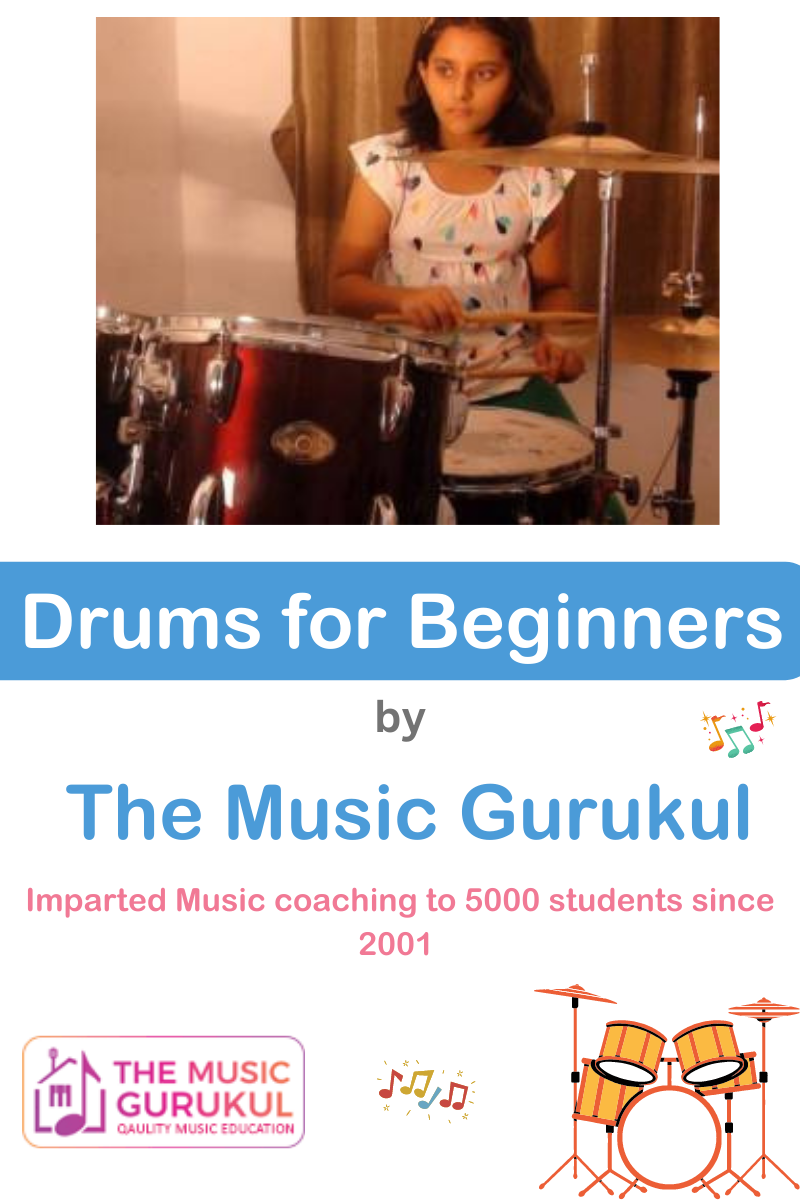 Drums for Beginners
by
The Music Gurukul
Imparted Music coaching to 5000 students since
2001
THE MUSIC
GURUKUL
QAULITY MUSIC EDUCATION